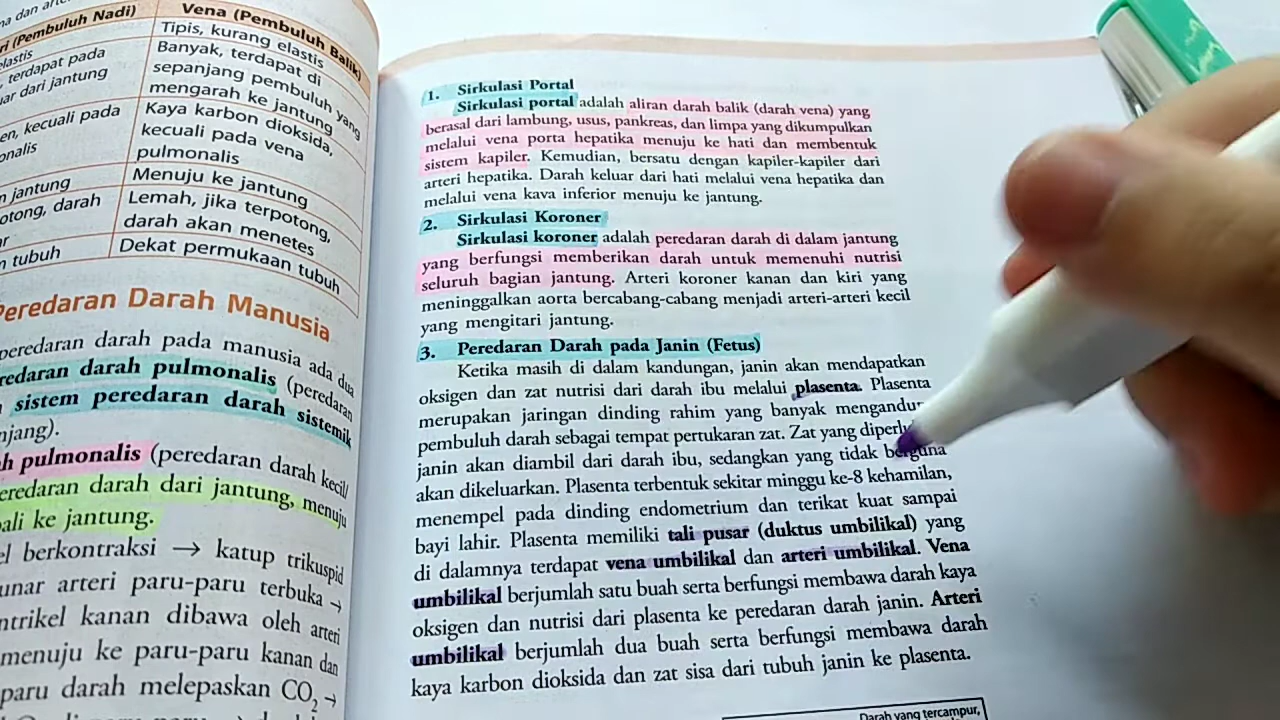 ri (Pembuluh Nadi)
Vena (Pembuluh Balik)
elastis
Tipis, kurang elastis
terdapat pada
uar dari jantung
Banyak, terdapat di
sepanjang pembuluh yang
mengarah ke jantung
en, kecuali pada
onalis
Kaya karbon dioksida,
kecuali pada vena
pulmonalis
jantung
Menuju ke jantung
otong, darah
Lemah, jika terpotong,
darah akan menetes
tubuh
Dekat permukaan tubuh
Peredaran Darah Manusia
peredaran darah pada manusia ada dua
redaran darah pulmonalis (peredaran
sistem peredaran darah sistemik
njang).
h pulmonalis (peredaran darah kecil/
eredaran darah dari jantung, menuju
ali ke jantung.
el berkontraksi → katup trikuspid
unar arteri paru-paru terbuka →
ntrikel kanan dibawa oleh arteri
menuju ke paru-paru kanan dan
paru darah melepaskan CO₂ →
1. Sirkulasi Portal
Sirkulasi portal adalah aliran darah balik (darah vena) yang
berasal dari lambung, usus, pankreas, dan limpa yang dikumpulkan
melalui vena porta hepatika menuju ke hati dan membentuk
sistem kapiler. Kemudian, bersatu dengan kapiler-kapiler dari
arteri hepatika. Darah keluar dari hati melalui vena hepatika dan
melalui vena kava inferior menuju ke jantung.
2. Sirkulasi Koroner
Sirkulasi koroner adalah peredaran darah di dalam jantung
yang berfungsi memberikan darah untuk memenuhi nutrisi
seluruh bagian jantung. Arteri koroner kanan dan kiri yang
meninggalkan aorta bercabang-cabang menjadi arteri-arteri kecil
yang mengitari jantung.
3. Peredaran Darah pada Janin (Fetus)
Ketika masih di dalam kandungan, janin akan mendapatkan
oksigen dan zat nutrisi dari darah ibu melalui plasenta. Plasenta
merupakan jaringan dinding rahim yang banyak mengandun
pembuluh darah sebagai tempat pertukaran zat. Zat yang diperlu
janin akan diambil dari darah ibu, sedangkan yang tidak berguna
akan dikeluarkan. Plasenta terbentuk sekitar minggu ke-8 kehamilan,
menempel pada dinding endometrium dan terikat kuat sampai
bayi lahir. Plasenta memiliki tali pusar (duktus umbilikal) yang
di dalamnya terdapat vena umbilikal dan arteri umbilikal. Vena
umbilikal berjumlah satu buah serta berfungsi membawa darah kaya
oksigen dan nutrisi dari plasenta ke peredaran darah janin. Arteri
umbilikal berjumlah dua buah serta berfungsi membawa darah
kaya karbon dioksida dan zat sisa dari tubuh janin ke plasenta.
Darah yang tercampur,